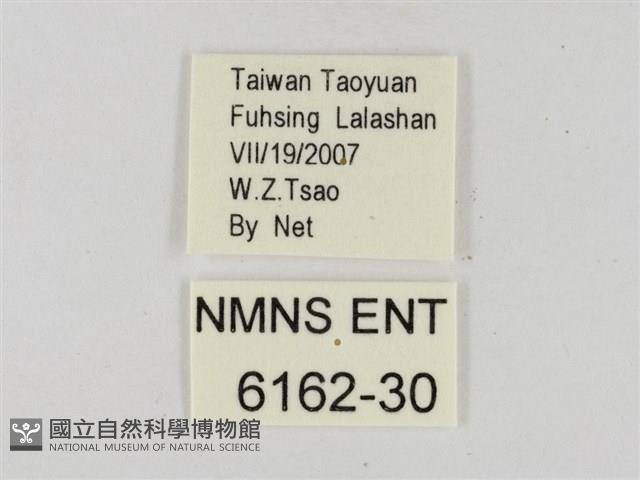 Taiwan Taoyuan
Fuhsing Lalashan
VII/19/2007
W.Z.Tsao
By Net
NMNS ENT
6162-30
國立自然科學博物館
NATIONAL MUSEUM OF NATURAL SCIENCE